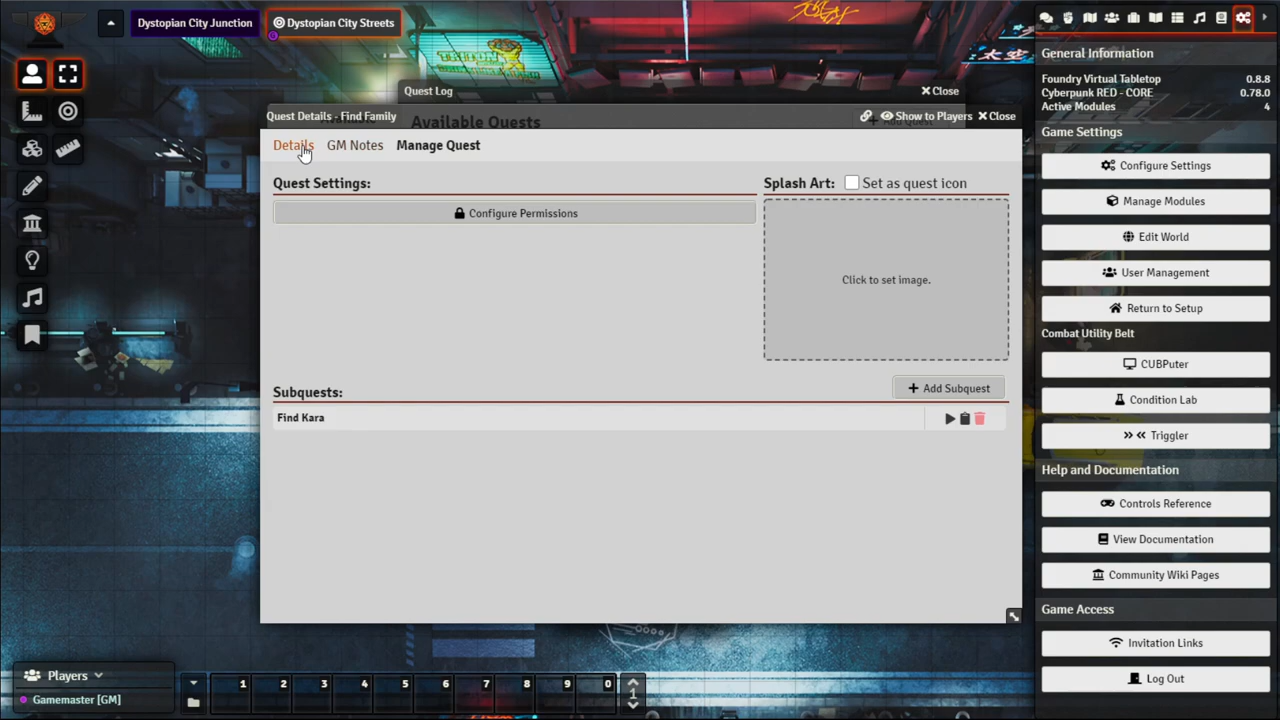 Dystopian City Junction
Dystopian City Streets
G
Quest Log
Close
Available Quests
Quest Details - Find Family
Show to Players
Close
Details
GM Notes
Manage Quest
Quest Settings:
Configure Permissions
Splash Art:
Set as quest icon
Click to set image.
Subquests:
Add Subquest
Find Kara
General Information
Foundry Virtual Tabletop 0.8.8
Cyberpunk RED - CORE 0.78.0
Active Modules 4
Game Settings
Configure Settings
Manage Modules
Edit World
User Management
Return to Setup
Combat Utility Belt
CUBPuter
Condition Lab
Triggler
Help and Documentation
Controls Reference
View Documentation
Community Wiki Pages
Game Access
Invitation Links
Log Out
Players
Gamemaster [GM]
1 2 3 4 5 6 7 8 9 0
1